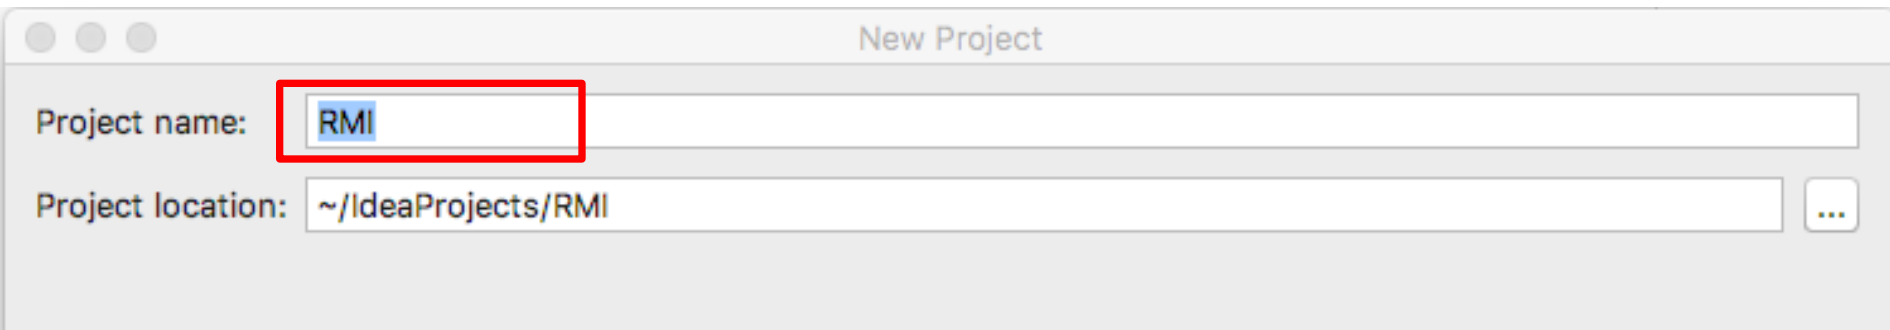 New Project
Project name: RMI
Project location: ~/IdeaProjects/RMI ...